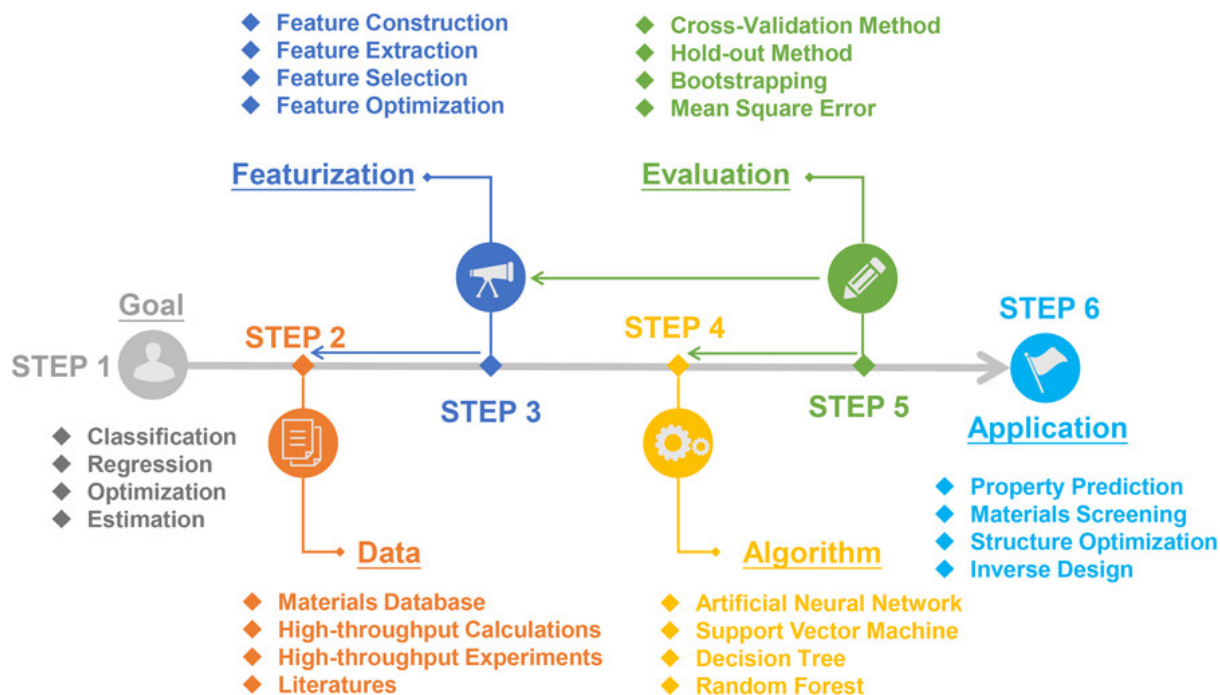 Feature Construction
Feature Extraction
Feature Selection
Feature Optimization
Cross-Validation Method
Hold-out Method
Bootstrapping
Mean Square Error
Featurization
Evaluation
Goal
STEP 1
STEP 2
STEP 3
STEP 4
STEP 5
STEP 6
Classification
Regression
Optimization
Estimation
Application
Property Prediction
Materials Screening
Structure Optimization
Inverse Design
Data
Materials Database
High-throughput Calculations
High-throughput Experiments
Literatures
Algorithm
Artificial Neural Network
Support Vector Machine
Decision Tree
Random Forest